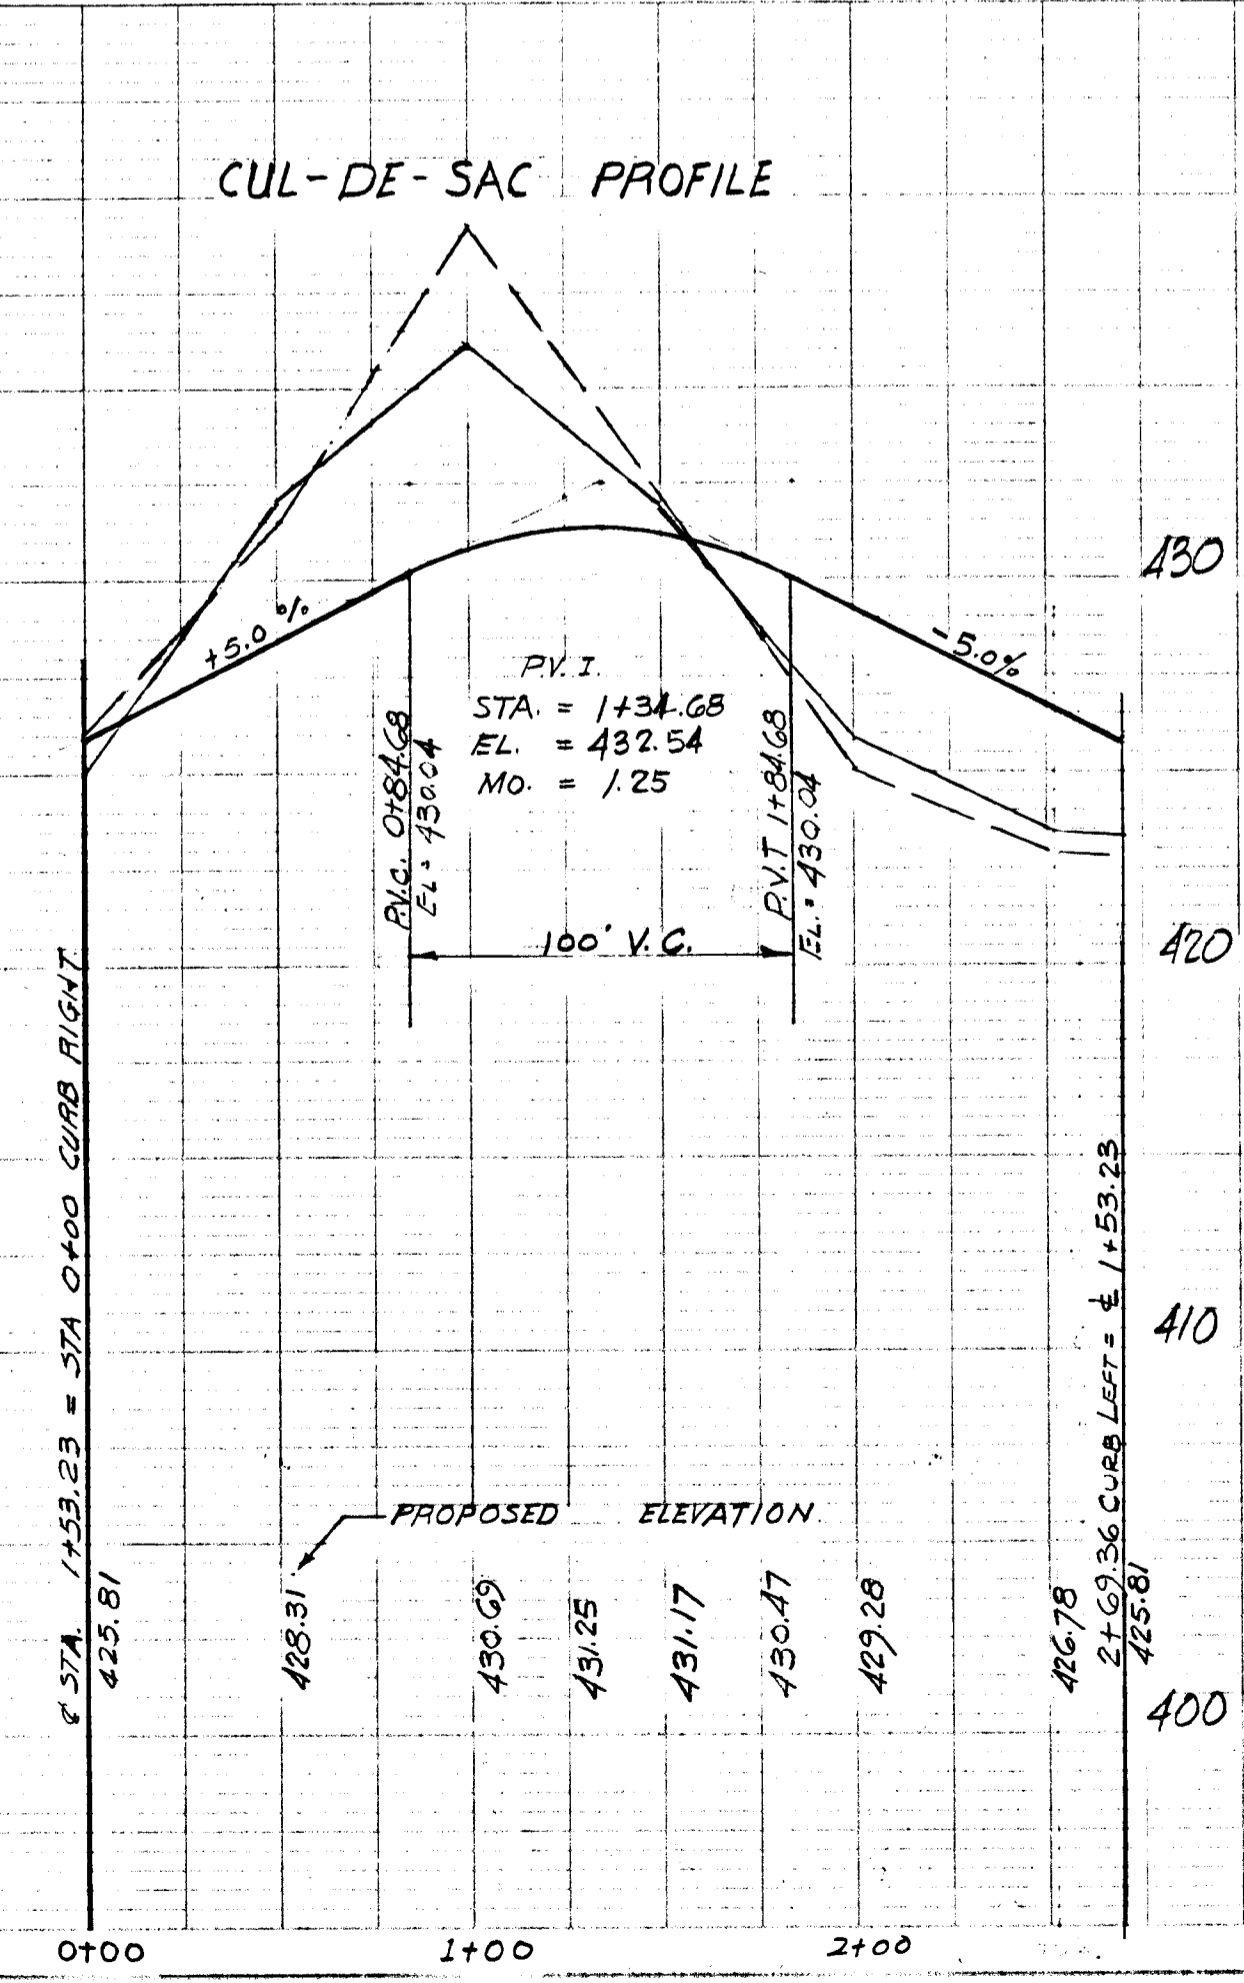 CUL-DE-SAC PROFILE
430
+5.0%
-5.0%
P.V.I.
STA. = 1+34.68
EL. = 432.54
MO. = 1.25
P.V.C. 0+84.68
EL = 430.04
P.V.T 1+84.68
EL. = 430.04
100' V.C.
420
410
400
℄ STA. 1+53.23 = STA 0+00 CURB RIGHT
2+69.36 CURB LEFT = ℄ 1+53.23
PROPOSED ELEVATION
425.81
428.31
430.69
431.25
431.17
430.47
429.28
426.78
425.81
0+00
1+00
2+00